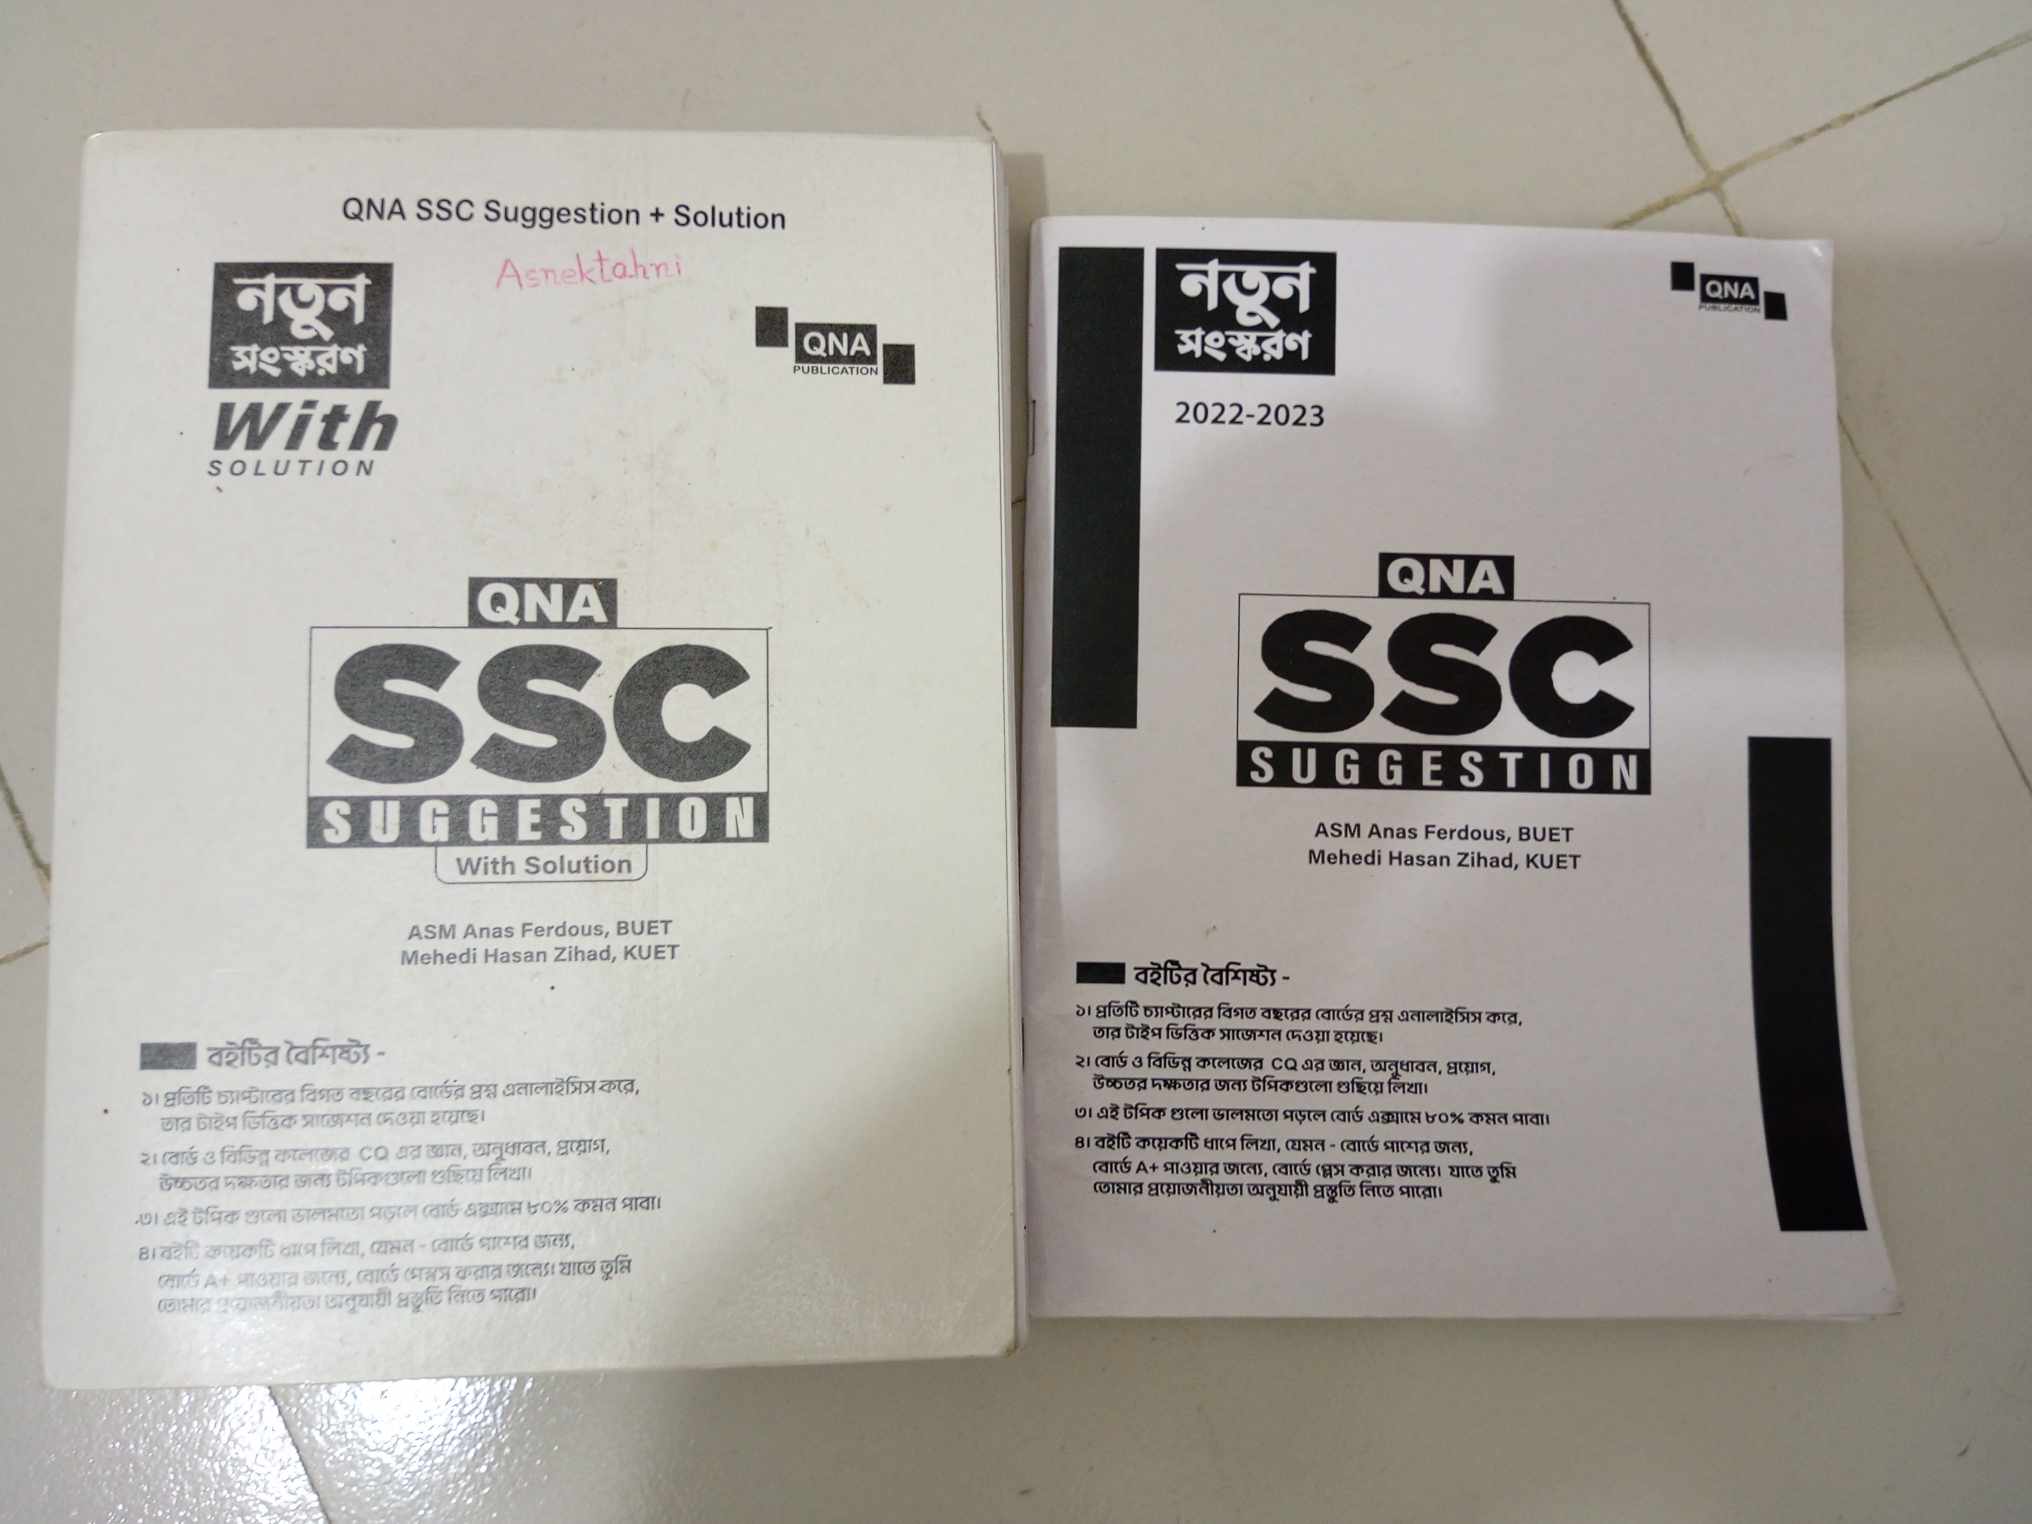 QNA SSC Suggestion + Solution
Asnektahni
নতুন
সংস্করণ
With
SOLUTION
QNA
PUBLICATION
QNA
SSC
SUGGESTION
With Solution
ASM Anas Ferdous, BUET
Mehedi Hasan Zihad, KUET
বইটির বৈশিষ্ট্য -
১। প্রতিটি চ্যাপ্টারের বিগত বছরের বোর্ডের প্রশ্ন এনালাইসিস করে,
তার টাইপ ভিত্তিক সাজেশন দেওয়া হয়েছে।
২। বোর্ড ও বিভিন্ন কলেজের CQ এর জ্ঞান, অনুধাবন, প্রয়োগ,
উচ্চতর দক্ষতার জন্য টপিকগুলো গুছিয়ে লিখা।
৩। এই টপিক গুলো ভালমতো পড়লে বোর্ড এক্সামে ৮০% কমন পাবা।
৪। বইটি কয়েকটি ধাপে লিখা, যেমন - বোর্ডে পাশের জন্য,
বোর্ডে A+ পাওয়ার জন্যে, বোর্ডে প্লেস করার জন্যে। যাতে তুমি
তোমার প্রয়োজনীয়তা অনুযায়ী প্রস্তুতি নিতে পারো।
নতুন
সংস্করণ
2022-2023
QNA
PUBLICATION
QNA
SSC
SUGGESTION
ASM Anas Ferdous, BUET
Mehedi Hasan Zihad, KUET
বইটির বৈশিষ্ট্য -
১। প্রতিটি চ্যাপ্টারের বিগত বছরের বোর্ডের প্রশ্ন এনালাইসিস করে,
তার টাইপ ভিত্তিক সাজেশন দেওয়া হয়েছে।
২। বোর্ড ও বিভিন্ন কলেজের CQ এর জ্ঞান, অনুধাবন, প্রয়োগ,
উচ্চতর দক্ষতার জন্য টপিকগুলো গুছিয়ে লিখা।
৩। এই টপিক গুলো ভালমতো পড়লে বোর্ড এক্সামে ৮০% কমন পাবা।
৪। বইটি কয়েকটি ধাপে লিখা, যেমন - বোর্ডে পাশের জন্য,
বোর্ডে A+ পাওয়ার জন্যে, বোর্ডে প্লেস করার জন্যে। যাতে তুমি
তোমার প্রয়োজনীয়তা অনুযায়ী প্রস্তুতি নিতে পারো।